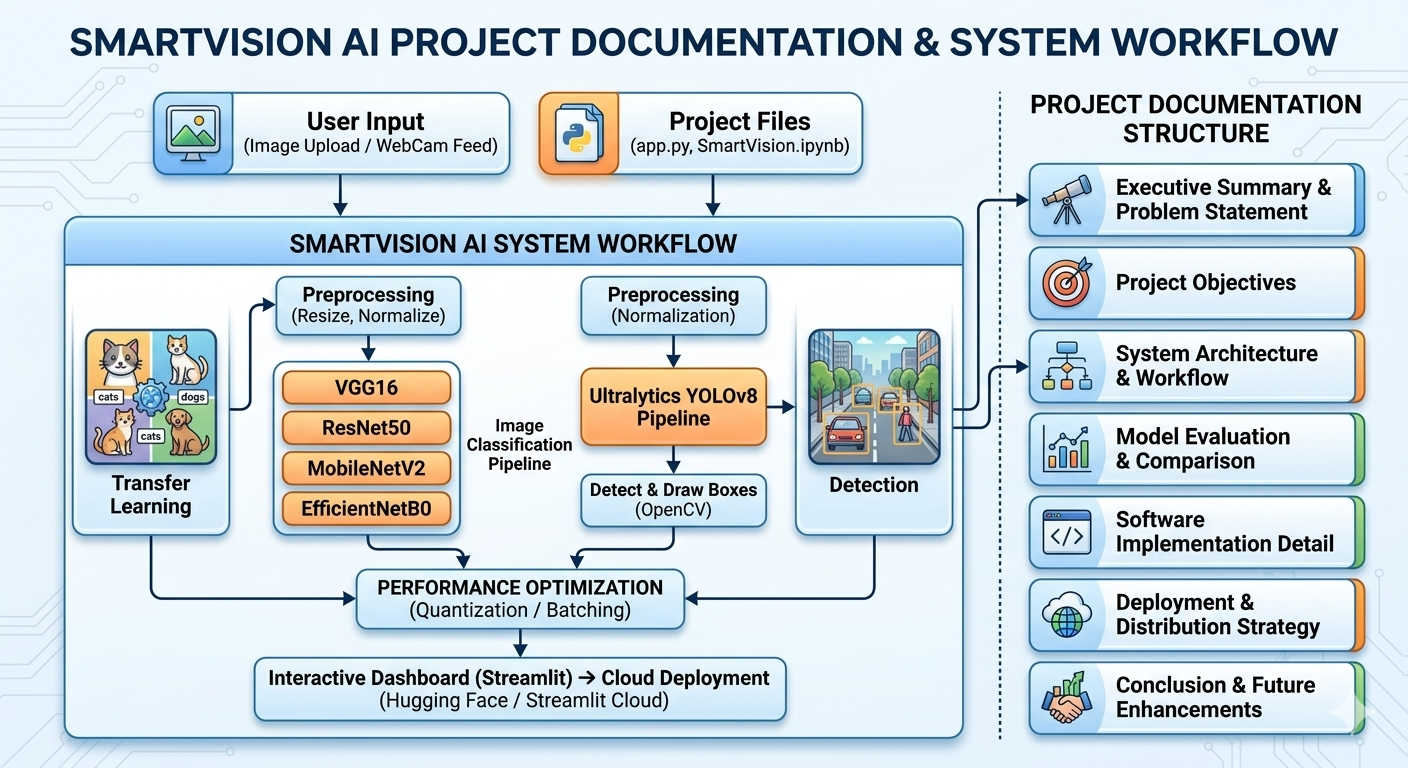 SMARTVISION AI PROJECT DOCUMENTATION & SYSTEM WORKFLOW
User Input
(Image Upload / WebCam Feed)
Project Files
(app.py, SmartVision.ipynb)
SMARTVISION AI SYSTEM WORKFLOW
cats
dogs
cats
Transfer
Learning
Preprocessing
(Resize, Normalize)
VGG16
ResNet50
MobileNetV2
EfficientNetB0
Image
Classification
Pipeline
Preprocessing
(Normalization)
Ultralytics YOLOv8
Pipeline
Detect & Draw Boxes
(OpenCV)
Detection
PERFORMANCE OPTIMIZATION
(Quantization / Batching)
Interactive Dashboard (Streamlit) → Cloud Deployment
(Hugging Face / Streamlit Cloud)
PROJECT DOCUMENTATION
STRUCTURE
Executive Summary &
Problem Statement
Project Objectives
System Architecture
& Workflow
Model Evaluation
& Comparison
</>
Software
Implementation Detail
Deployment &
Distribution Strategy
Conclusion & Future
Enhancements